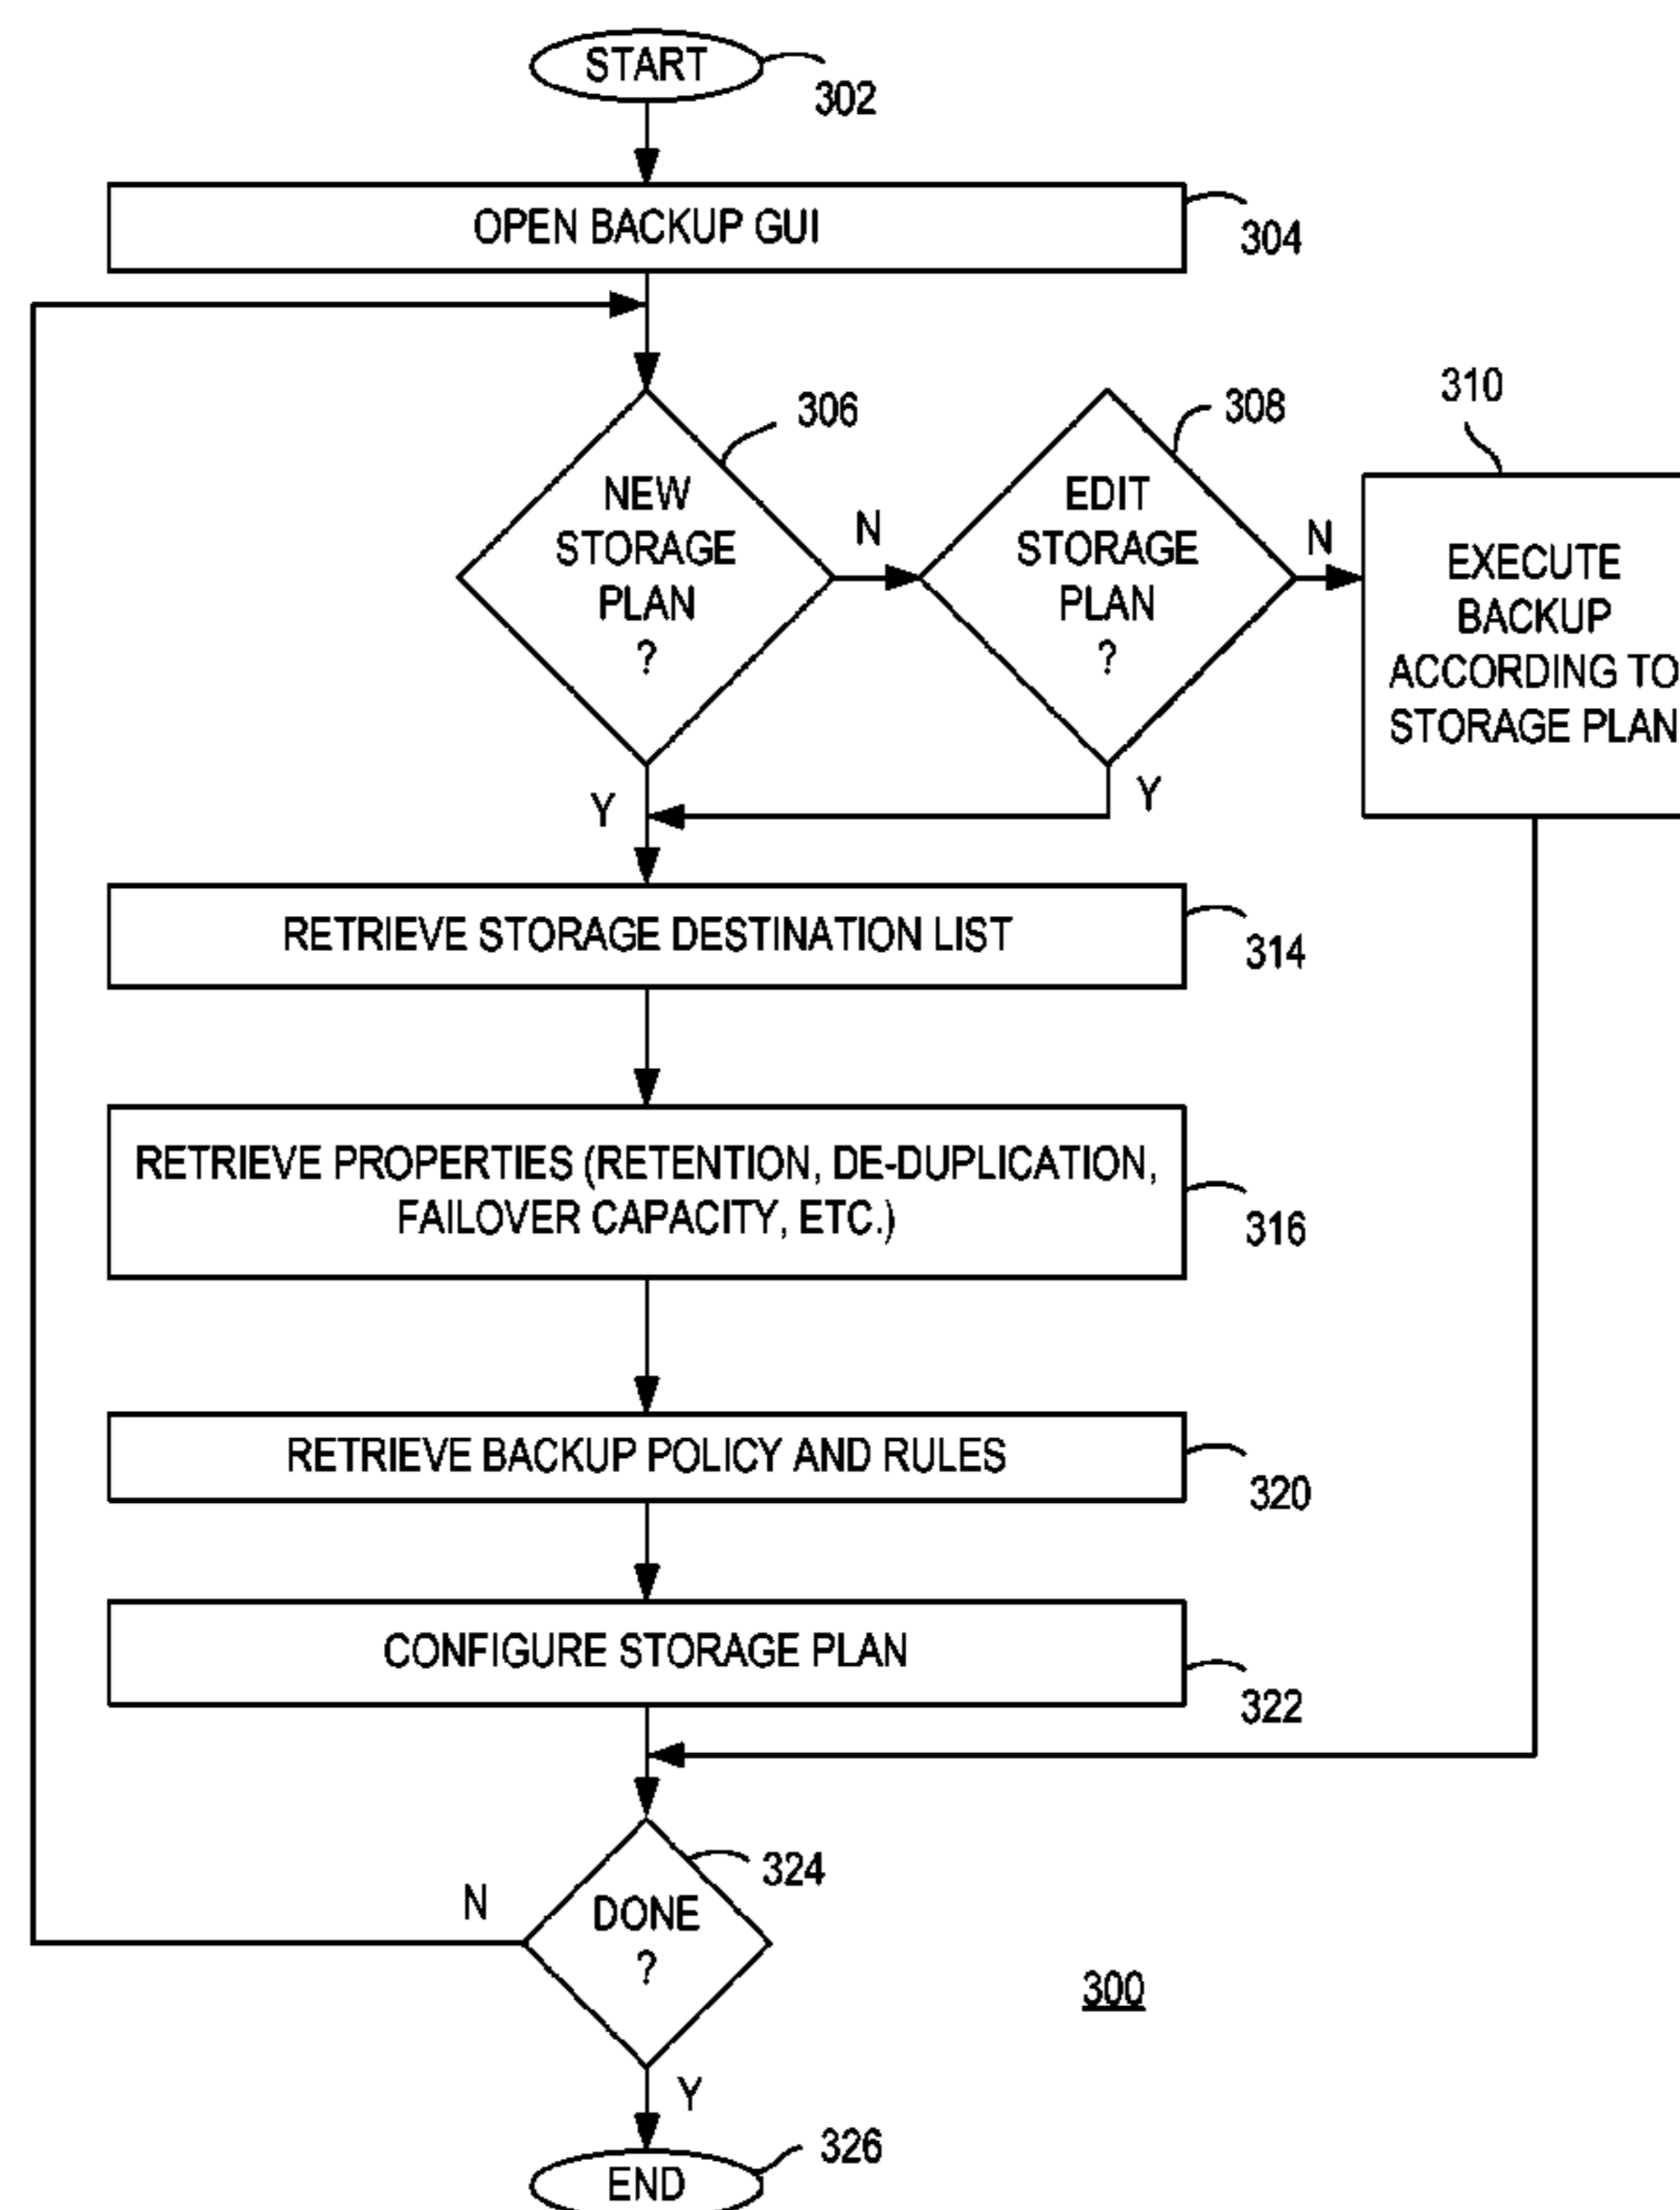 START
302
OPEN BACKUP GUI
304
306
NEW
STORAGE
PLAN
?
N
Y
308
EDIT
STORAGE
PLAN
?
N
Y
310
EXECUTE
BACKUP
ACCORDING TO
STORAGE PLAN
RETRIEVE STORAGE DESTINATION LIST
314
RETRIEVE PROPERTIES (RETENTION, DE-DUPLICATION,
FAILOVER CAPACITY, ETC.)
316
RETRIEVE BACKUP POLICY AND RULES
320
CONFIGURE STORAGE PLAN
322
324
DONE
?
N
Y
300
END
326